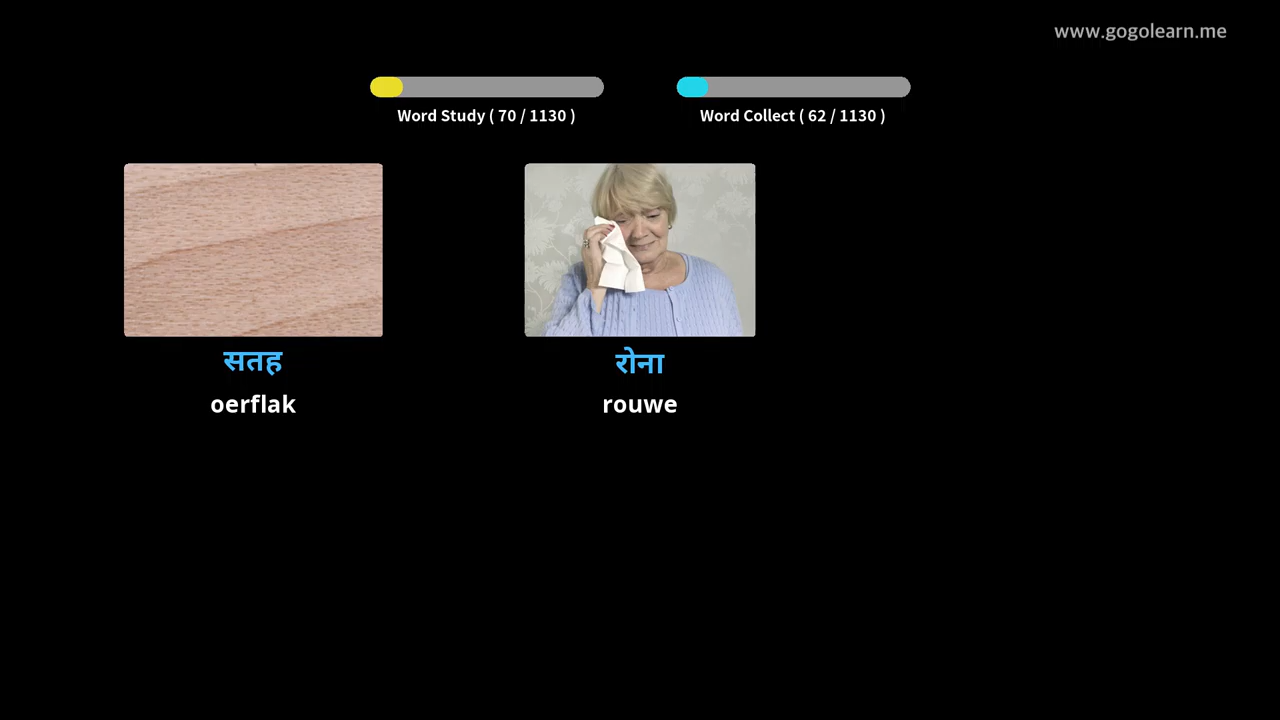 www.gogolearn.me
Word Study ( 70 / 1130 )
Word Collect ( 62 / 1130 )
सतह
रोना
oerflak
rouwe